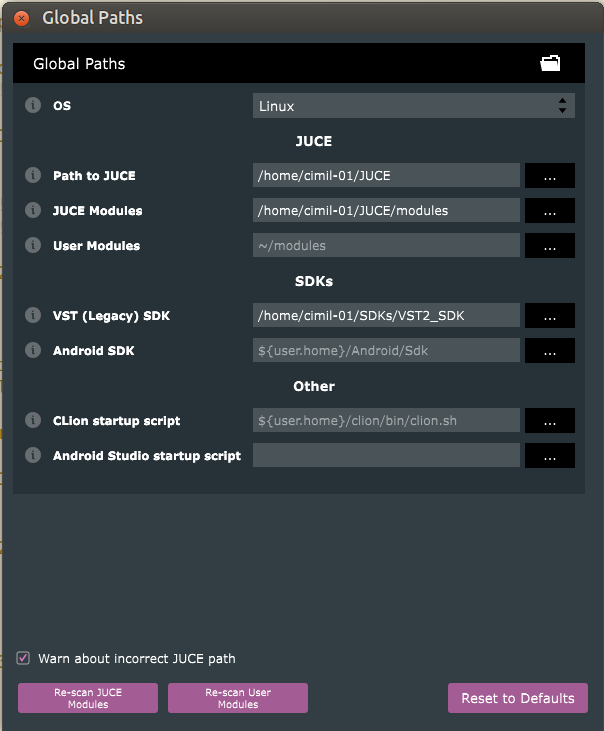 Global Paths
Global Paths
OS
Linux
JUCE
Path to JUCE
/home/cimil-01/JUCE
...
JUCE Modules
/home/cimil-01/JUCE/modules
...
User Modules
~/modules
...
SDKs
VST (Legacy) SDK
/home/cimil-01/SDKs/VST2_SDK
...
Android SDK
${user.home}/Android/Sdk
...
Other
CLion startup script
${user.home}/clion/bin/clion.sh
...
Android Studio startup script
...
Warn about incorrect JUCE path
Re-scan JUCE
Modules
Re-scan User
Modules
Reset to Defaults